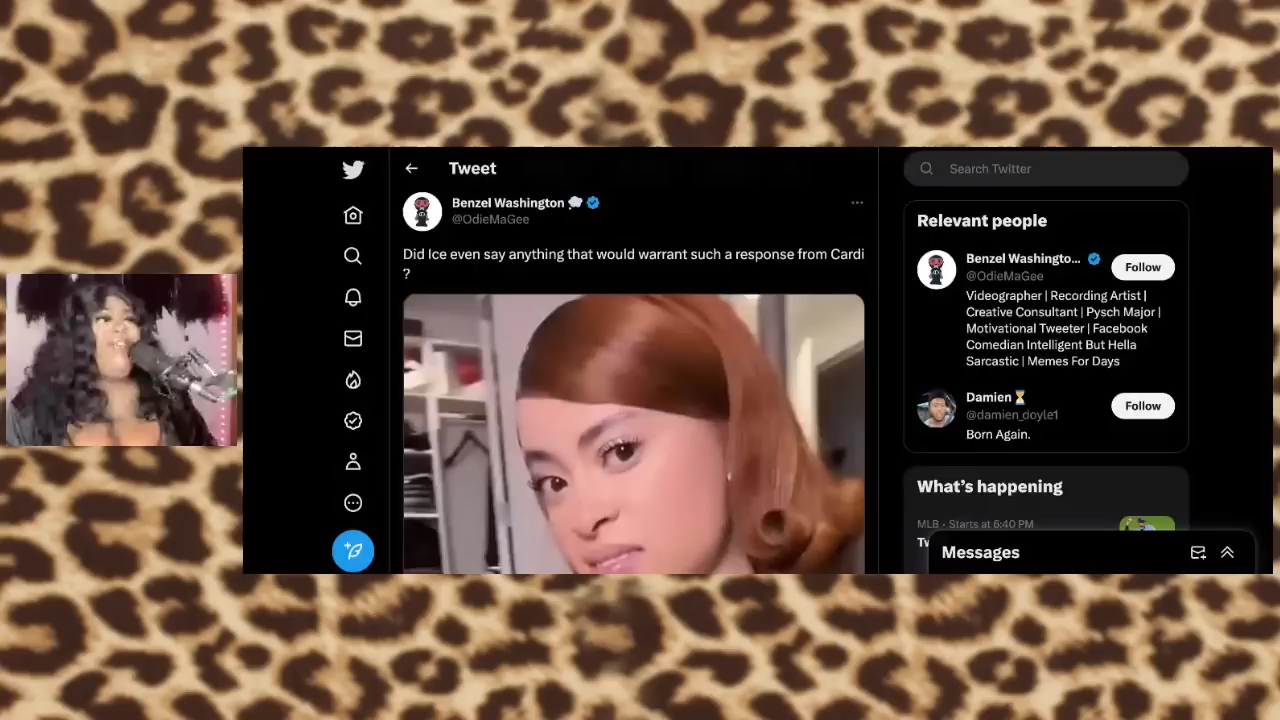 Tweet
Benzel Washington
@OdieMaGee
Did Ice even say anything that would warrant such a response from Cardi
?
Search Twitter
Relevant people
Benzel Washingto...
@OdieMaGee
Follow
Videographer | Recording Artist |
Creative Consultant | Pysch Major |
Motivational Tweeter | Facebook
Comedian Intelligent But Hella
Sarcastic | Memes For Days
Damien
@damien_doyle1
Follow
Born Again.
What's happening
MLB · Starts at 6:40 PM
Messages